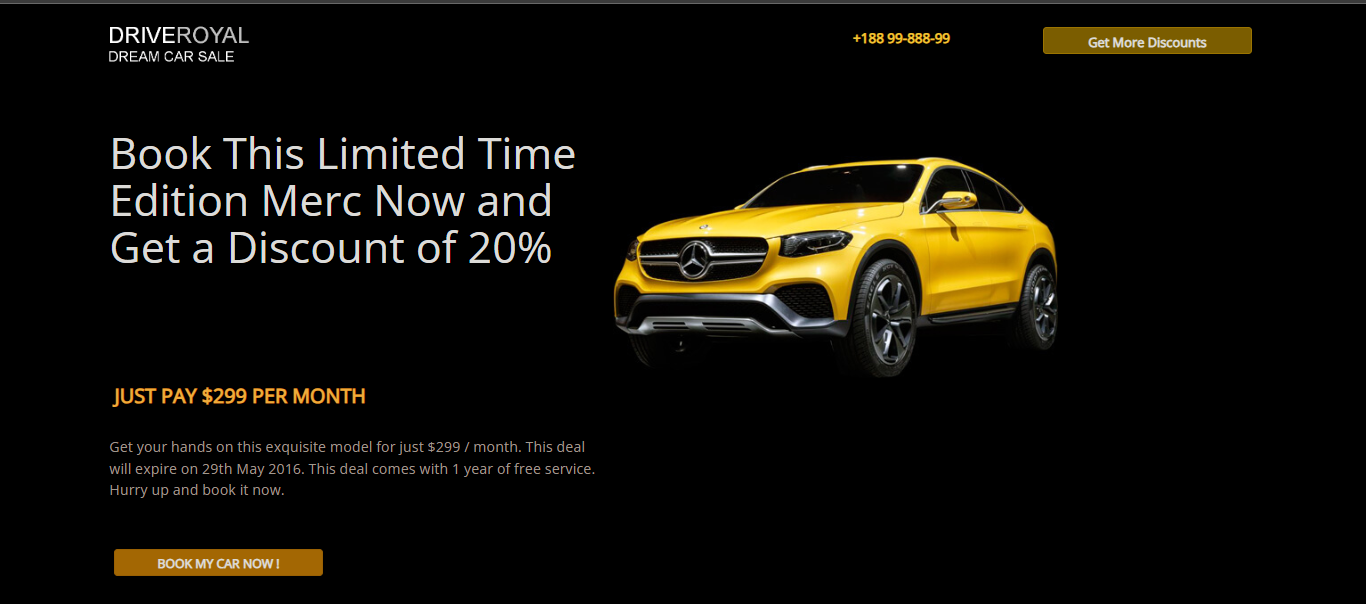 DRIVEROYAL
DREAM CAR SALE
+188 99-888-99
Get More Discounts
Book This Limited Time
Edition Merc Now and
Get a Discount of 20%
JUST PAY $299 PER MONTH
Get your hands on this exquisite model for just $299 / month. This deal
will expire on 29th May 2016. This deal comes with 1 year of free service.
Hurry up and book it now.
BOOK MY CAR NOW !